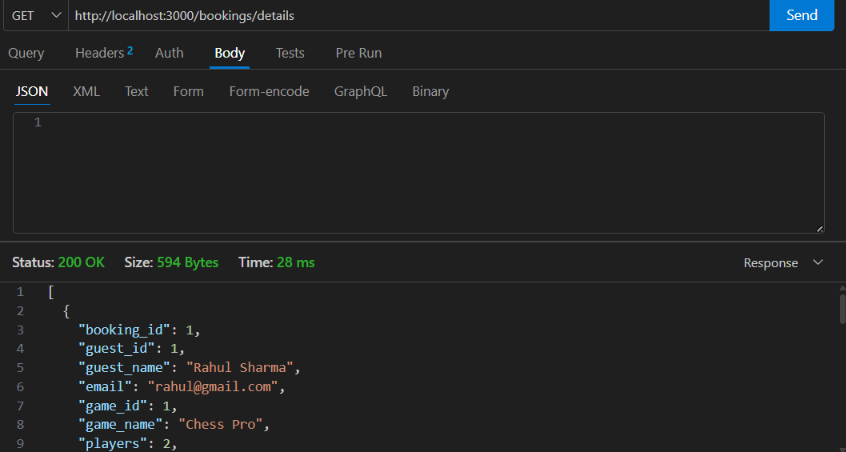 GET http://localhost:3000/bookings/details Send
Query Headers 2 Auth Body Tests Pre Run
JSON XML Text Form Form-encode GraphQL Binary
1
Status: 200 OK Size: 594 Bytes Time: 28 ms Response
1 [
2 {
3 "booking_id": 1,
4 "guest_id": 1,
5 "guest_name": "Rahul Sharma",
6 "email": "rahul@gmail.com",
7 "game_id": 1,
8 "game_name": "Chess Pro",
9 "players": 2,